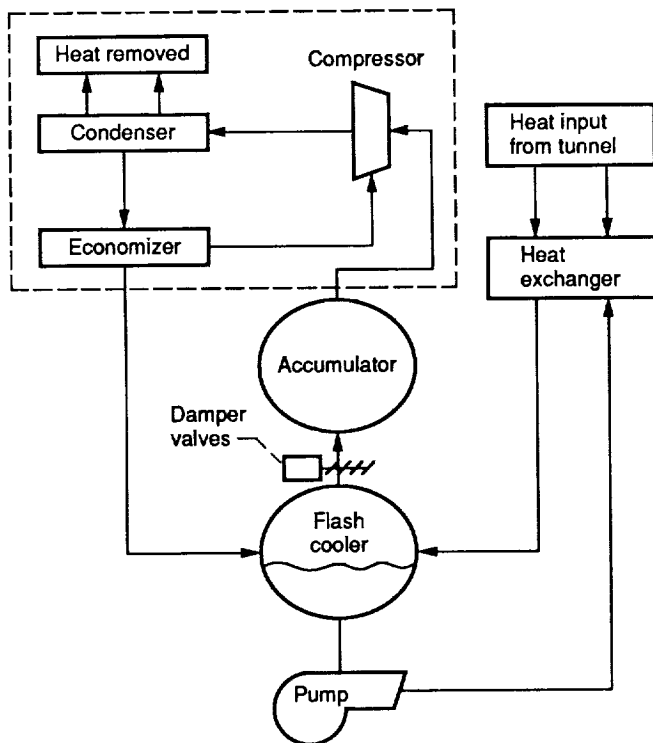 Heat removed
Compressor
Condenser
Heat input
from tunnel
Economizer
Heat
exchanger
Accumulator
Damper
valves
Flash
cooler
Pump